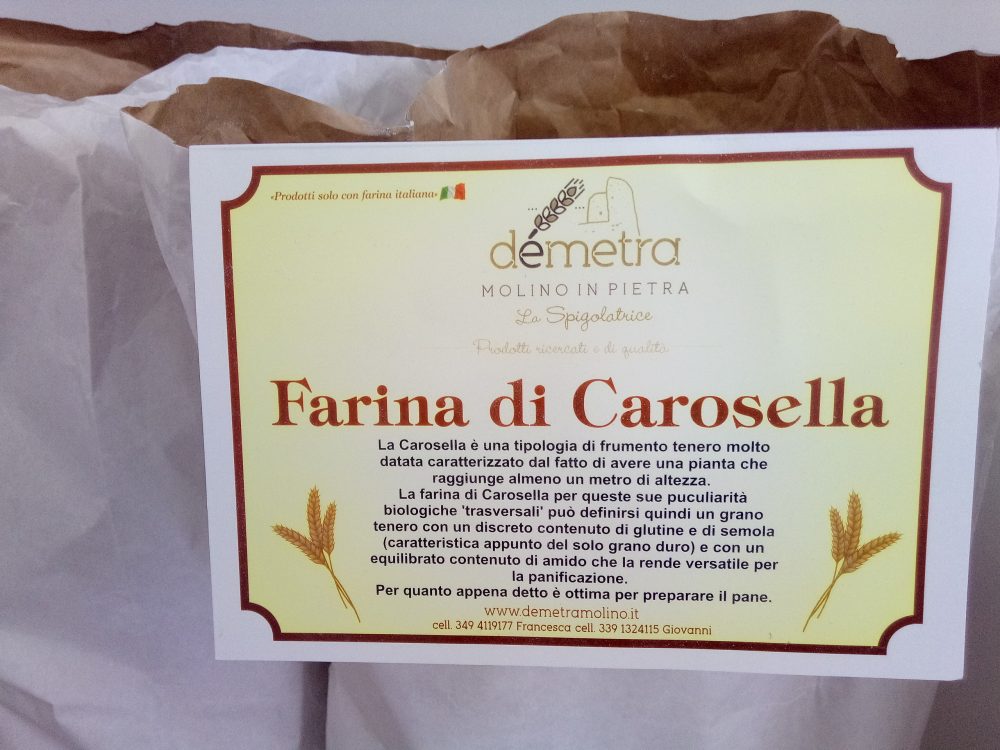 «Prodotti solo con farina italiana»
démetra
MOLINO IN PIETRA
La Spigolatrice
Prodotti ricercati e di qualità
Farina di Carosella
La Carosella è una tipologia di frumento tenero molto
datata caratterizzato dal fatto di avere una pianta che
raggiunge almeno un metro di altezza.
La farina di Carosella per queste sue puculiarità
biologiche 'trasversali' può definirsi quindi un grano
tenero con un discreto contenuto di glutine e di semola
(caratteristica appunto del solo grano duro) e con un
equilibrato contenuto di amido che la rende versatile per
la panificazione.
Per quanto appena detto è ottima per preparare il pane.
www.demetramolino.it
cell. 349 4119177 Francesca cell. 339 1324115 Giovanni